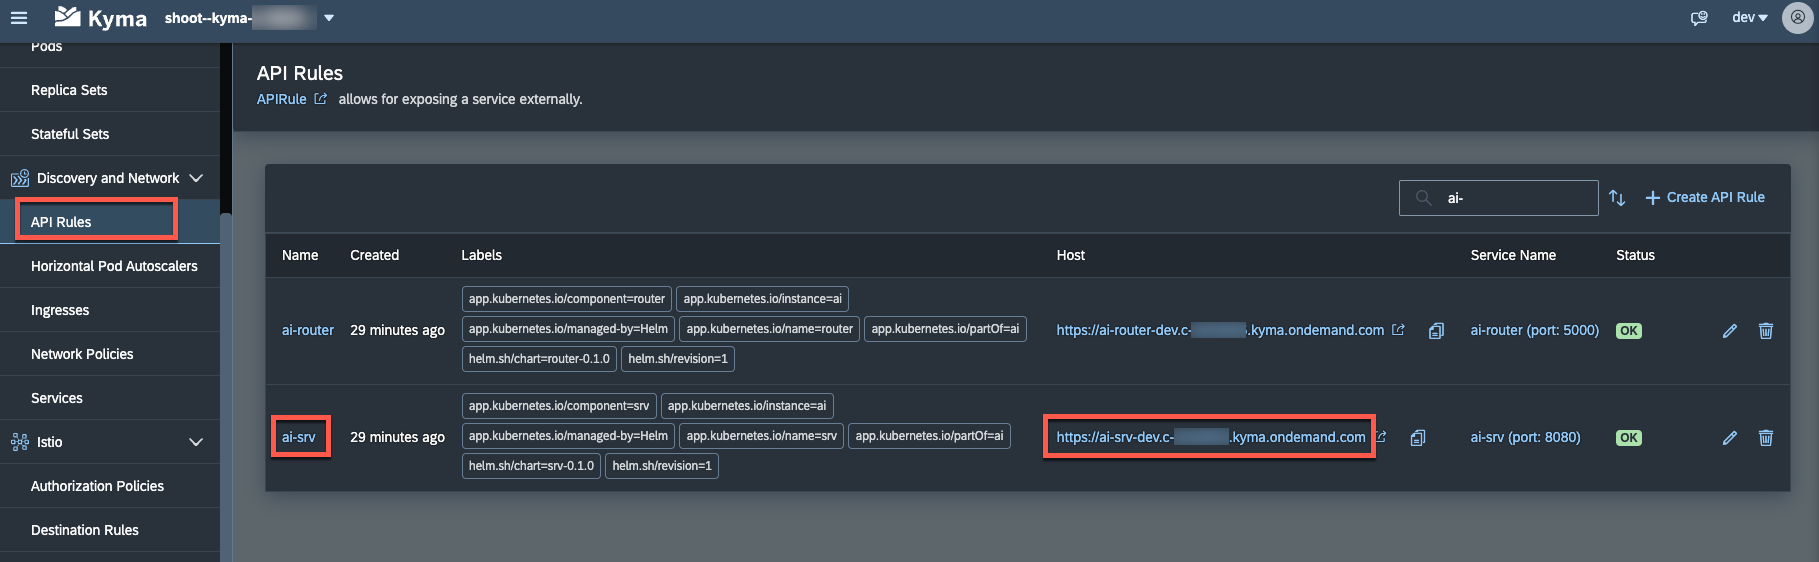 Kyma shoot--kyma- dev
Pods
Replica Sets
Stateful Sets
Discovery and Network
API Rules
Horizontal Pod Autoscalers
Ingresses
Network Policies
Services
Istio
Authorization Policies
Destination Rules
API Rules
APIRule allows for exposing a service externally.
ai- Create API Rule
Name Created Labels Host Service Name Status
app.kubernetes.io/component=router app.kubernetes.io/instance=ai
ai-router 29 minutes ago app.kubernetes.io/managed-by=Helm app.kubernetes.io/name=router app.kubernetes.io/partOf=ai https://ai-router-dev.c- .kyma.ondemand.com ai-router (port: 5000) OK
helm.sh/chart=router-0.1.0 helm.sh/revision=1
app.kubernetes.io/component=srv app.kubernetes.io/instance=ai
ai-srv 29 minutes ago app.kubernetes.io/managed-by=Helm app.kubernetes.io/name=srv app.kubernetes.io/partOf=ai https://ai-srv-dev.c- .kyma.ondemand.com ai-srv (port: 8080) OK
helm.sh/chart=srv-0.1.0 helm.sh/revision=1